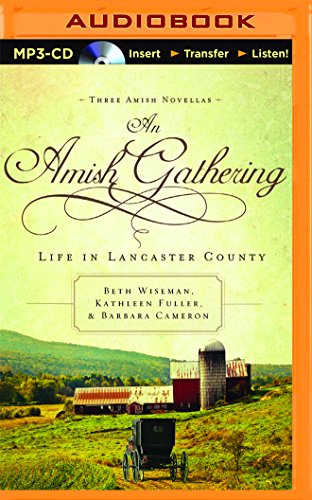 AUDIOBOOK
MP3-CD Insert ► Transfer ► Listen!
THREE AMISH NOVELLAS
An
Amish Gathering
LIFE IN LANCASTER COUNTY
BETH WISEMAN,
KATHLEEN FULLER,
& BARBARA CAMERON